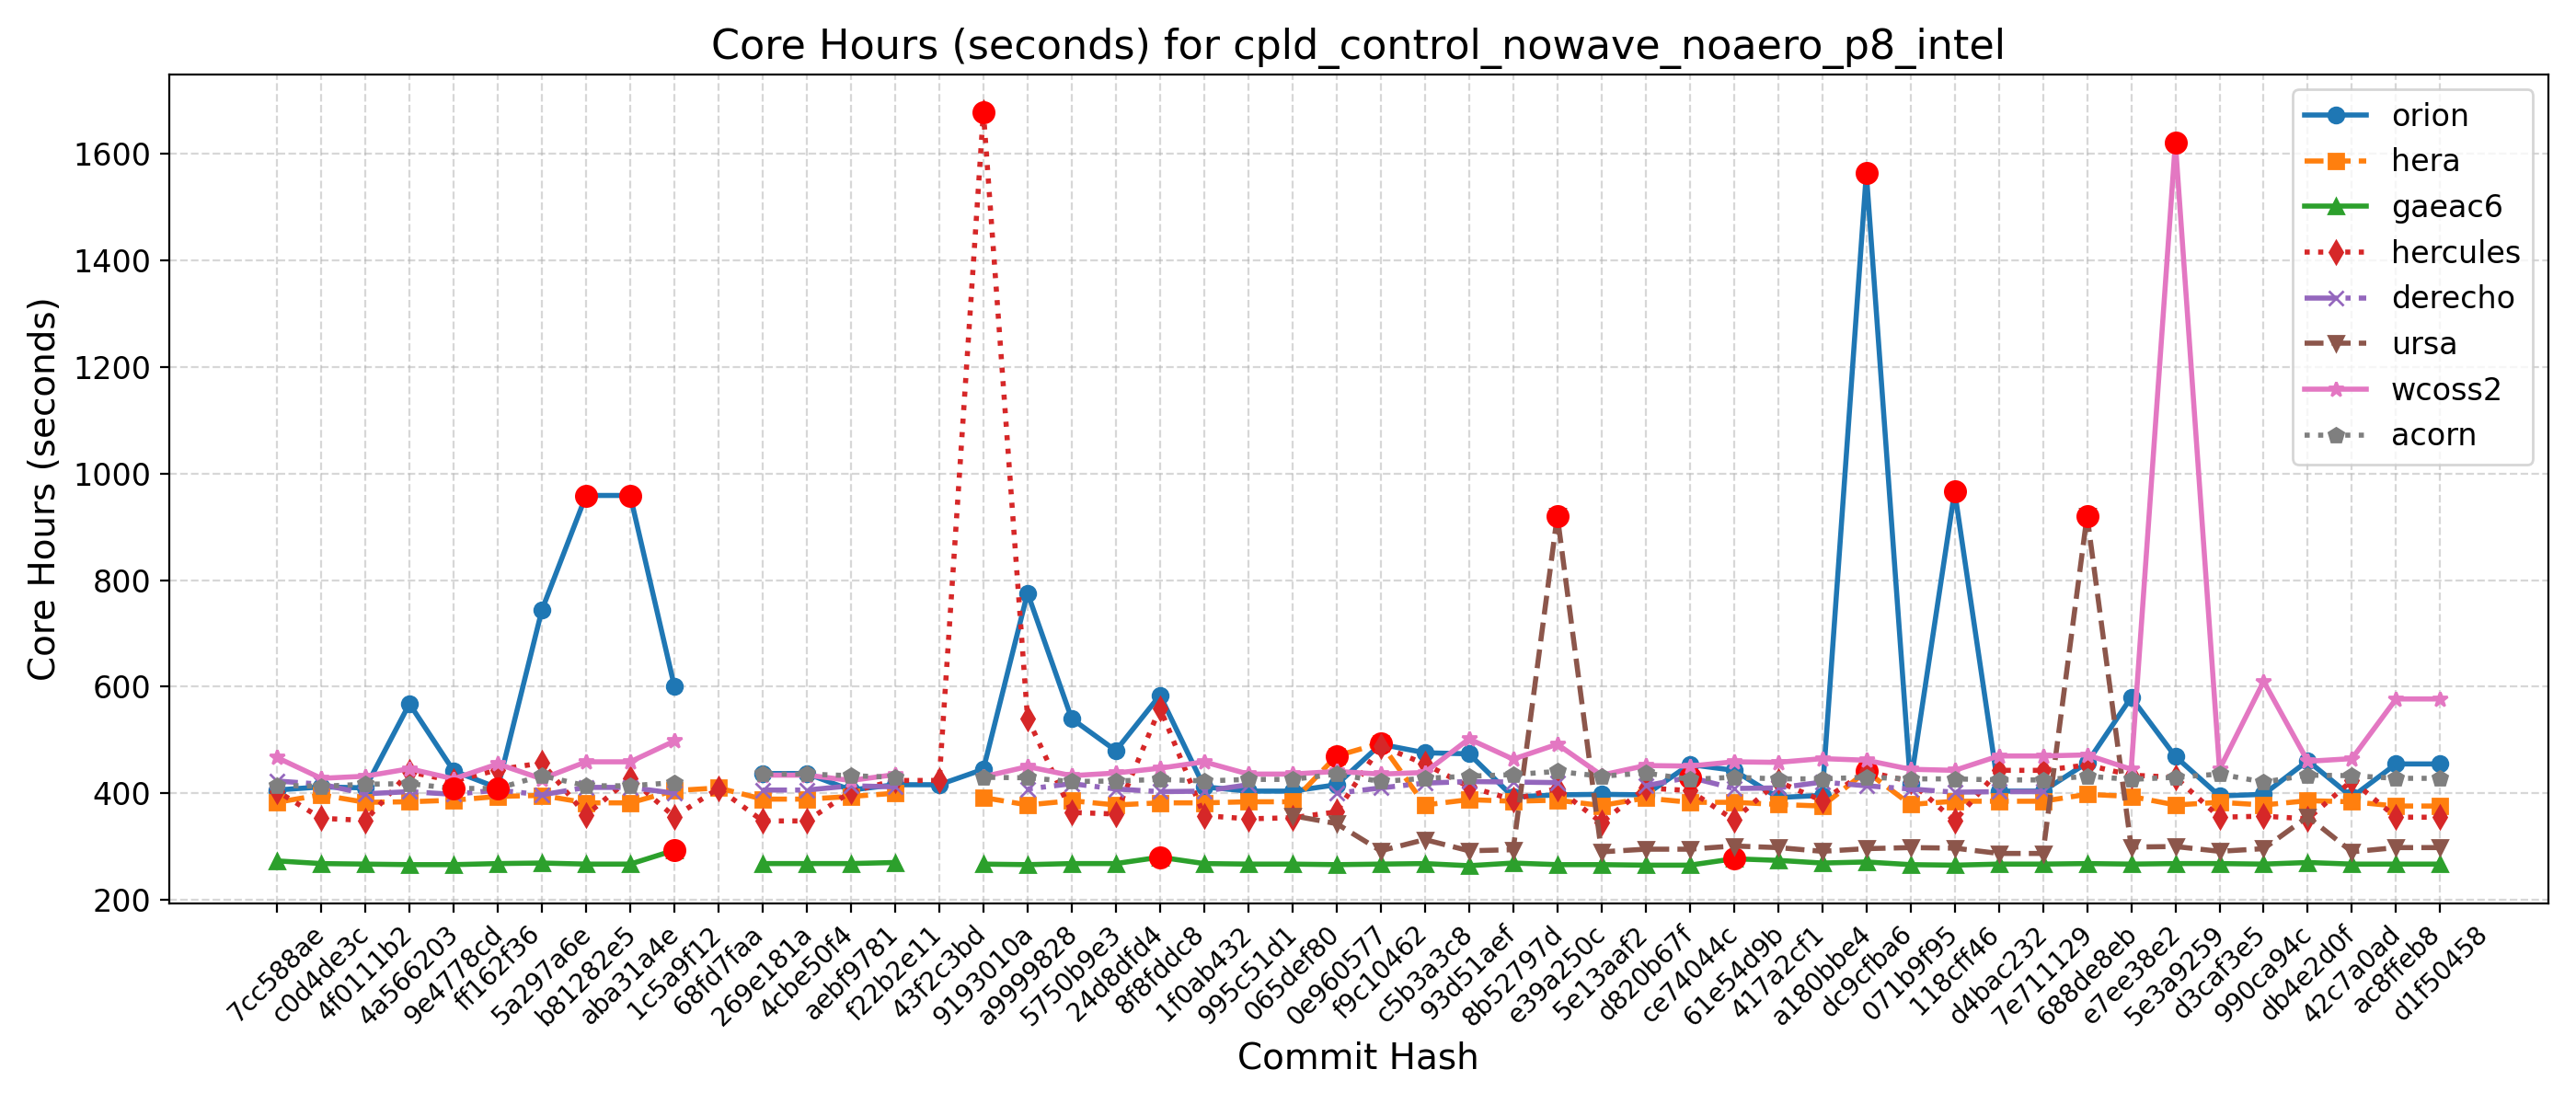 Core Hours (seconds) for cpld_control_nowave_noaero_p8_intel
Core Hours (seconds)
1600
1400
1200
1000
800
600
400
200
orion
hera
gaeac6
hercules
derecho
ursa
wcoss2
acorn
7cc588ae
c0d4de3c
4f0111b2
4a566203
9e4778cd
ff162f36
5a297a6e
b81282e5
aba31a4e
1c5a9f12
68fd7faa
269e181a
4cbe50f4
aebf9781
f22b2e11
43f2c3bd
9193010a
a9999828
5750b9e3
24d8dfd4
8f8fddc8
1f0ab432
995c51d1
065def80
0e960577
f9c10462
c5b3a3c8
93d51aef
8b52797d
e39a250c
5e13aaf2
d820b67f
ce74044c
61e54d9b
417a2cf1
a180bbe4
dc9cfba6
071b9f95
118cff46
d4bac232
7e711129
688de8eb
e7ee38e2
5e3a9259
d3caf3e5
990ca94c
db4e2d0f
42c7a0ad
ac8ffeb8
d1f50458
Commit Hash